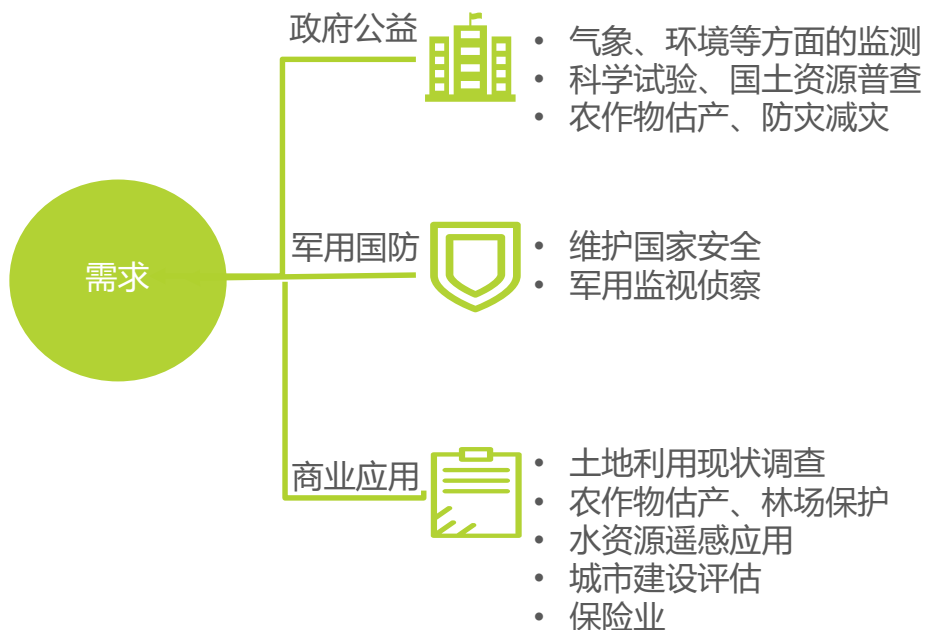 政府公益
• 气象、环境等方面的监测
• 科学试验、国土资源普查
• 农作物估产、防灾减灾
需求
军用国防
• 维护国家安全
• 军用监视侦察
商业应用
• 土地利用现状调查
• 农作物估产、林场保护
• 水资源遥感应用
• 城市建设评估
• 保险业